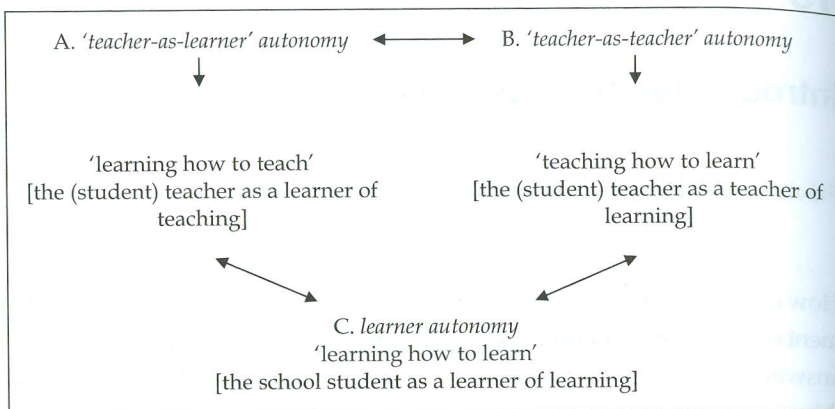 A. ‘teacher-as-learner’ autonomy
B. ‘teacher-as-teacher’ autonomy
‘learning how to teach’
[the (student) teacher as a learner of
teaching]
‘teaching how to learn’
[the (student) teacher as a teacher of
learning]
C. learner autonomy
‘learning how to learn’
[the school student as a learner of learning]